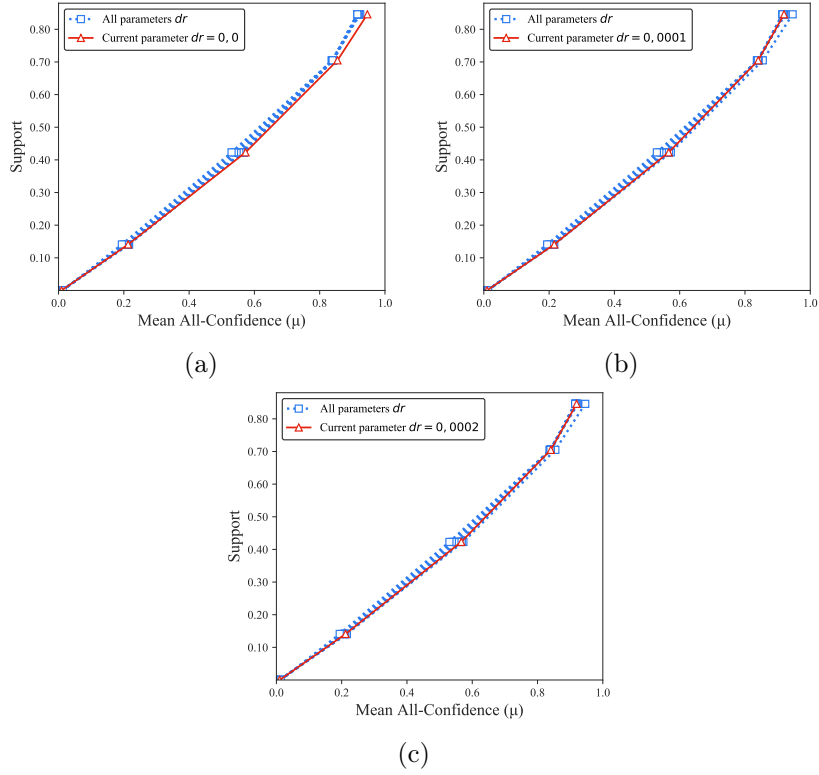 All parameters dr
Current parameter dr = 0, 0
0.80
0.70
0.60
0.50
0.40
0.30
0.20
0.10
Support
0.0
0.2
0.4
0.6
0.8
1.0
Mean All-Confidence (μ)
(a)
All parameters dr
Current parameter dr = 0, 0001
0.80
0.70
0.60
0.50
0.40
0.30
0.20
0.10
Support
0.0
0.2
0.4
0.6
0.8
1.0
Mean All-Confidence (μ)
(b)
All parameters dr
Current parameter dr = 0, 0002
0.80
0.70
0.60
0.50
0.40
0.30
0.20
0.10
Support
0.0
0.2
0.4
0.6
0.8
1.0
Mean All-Confidence (μ)
(c)